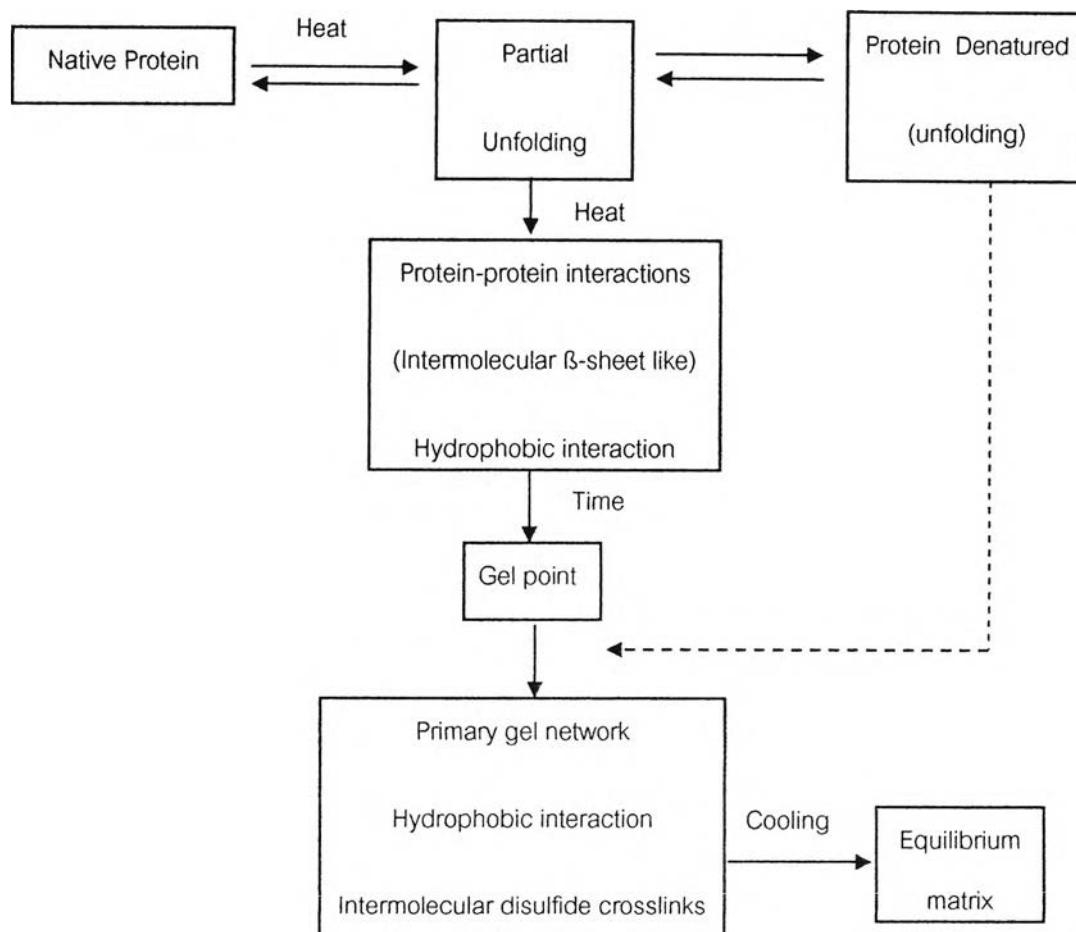 Heat
Native Protein
Partial
Unfolding
Protein Denatured
(unfolding)
Heat
Protein-protein interactions
(Intermolecular ß-sheet like)
Hydrophobic interaction
Time
Gel point
Primary gel network
Hydrophobic interaction
Intermolecular disulfide crosslinks
Cooling
Equilibrium
matrix